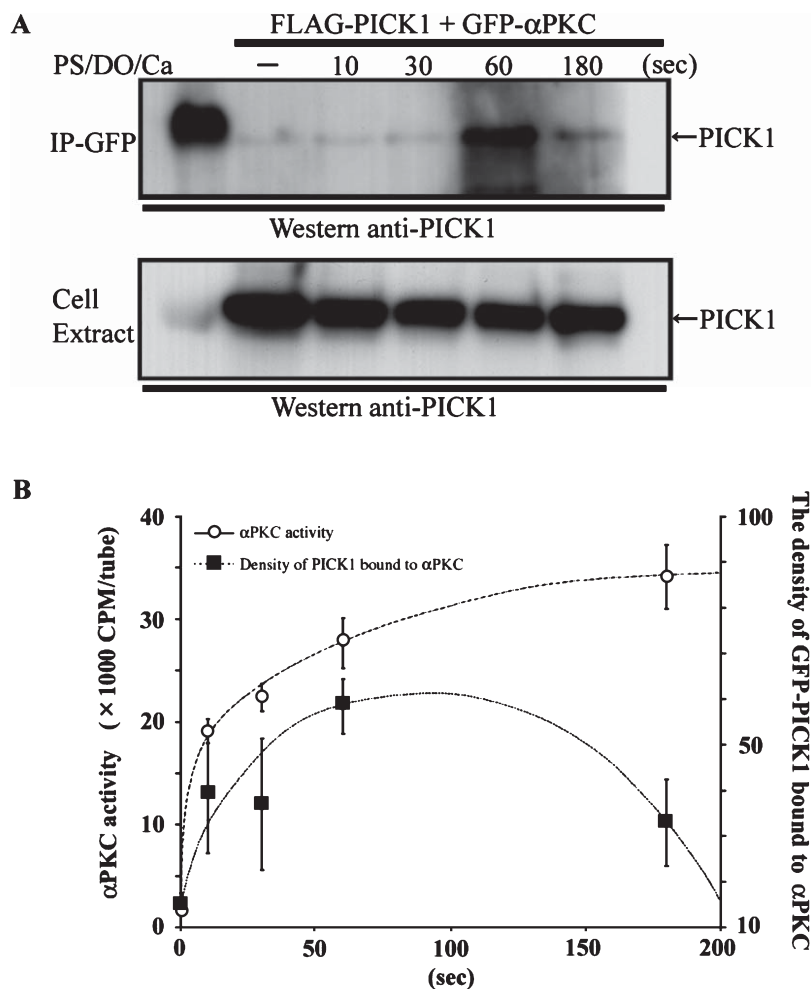 A
FLAG-PICK1 + GFP-αPKC
PS/DO/Ca — 10 30 60 180 (sec)
IP-GFP
←PICK1
Western anti-PICK1
Cell
Extract
←PICK1
Western anti-PICK1
B
αPKC activity (×1000 CPM/tube)
40
30
20
10
0
αPKC activity
Density of PICK1 bound to αPKC
100
50
10
The density of GFP-PICK1 bound to αPKC
0 50 100 150 200
(sec)